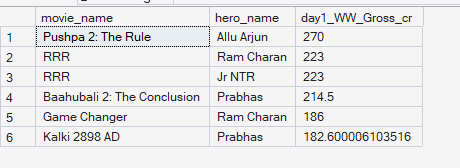 movie_name hero_name day1_WW_Gross_cr
1 Pushpa 2: The Rule Allu Arjun 270
2 RRR Ram Charan 223
3 RRR Jr NTR 223
4 Baahubali 2: The Conclusion Prabhas 214.5
5 Game Changer Ram Charan 186
6 Kalki 2898 AD Prabhas 182.600006103516